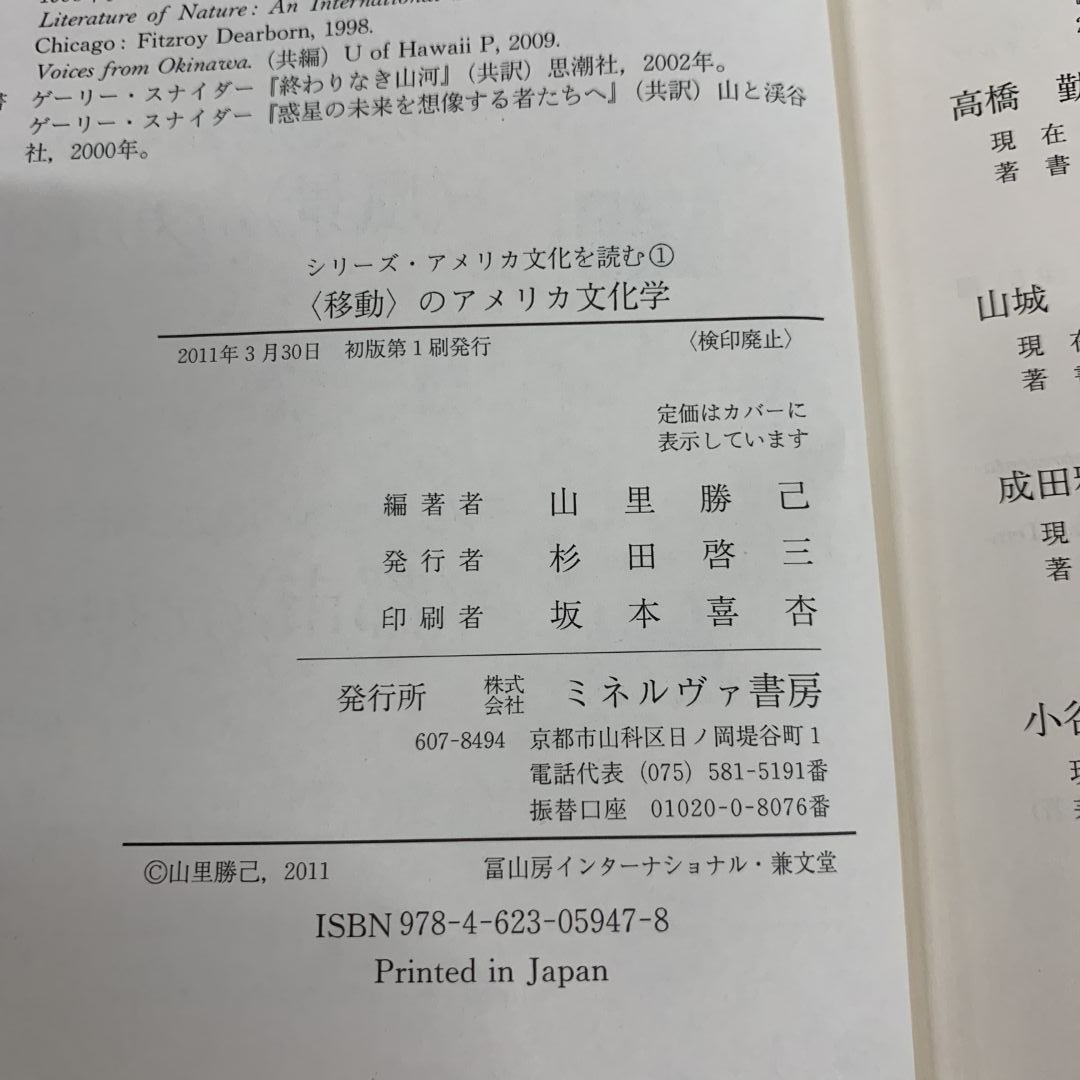 Literature of Nature: An International
Chicago: Fitzroy Dearborn, 1998.
Voices from Okinawa. (共編) U of Hawaii P, 2009.
ゲーリー・スナイダー『終わりなき山河』(共訳) 思潮社, 2002年。
ゲーリー・スナイダー『惑星の未来を想像する者たちへ』(共訳) 山と渓谷
社, 2000年。
シリーズ・アメリカ文化を読む①
〈移動〉のアメリカ文化学
2011年3月30日 初版第1刷発行 〈検印廃止〉
定価はカバーに
表示しています
編著者 山里勝己
発行者 杉田啓三
印刷者 坂本喜杏
発行所 株式会社 ミネルヴァ書房
607-8494 京都市山科区日ノ岡堤谷町1
電話代表 (075) 581-5191番
振替口座 01020-0-8076番
©山里勝己, 2011 冨山房インターナショナル・兼文堂
ISBN 978-4-623-05947-8
Printed in Japan
高橋 勤
現在
著書
山城
現在
著
成田
現
著
小谷